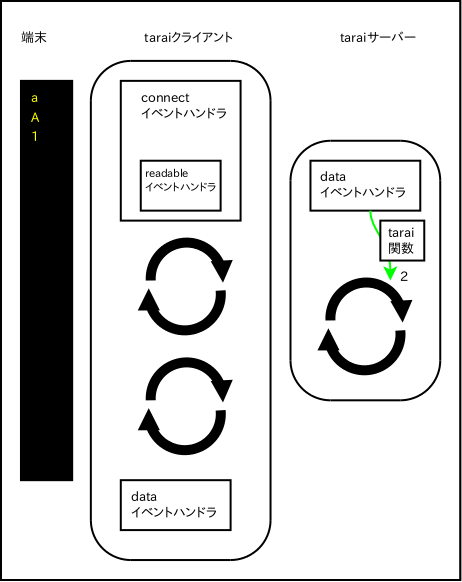 端末
taraiクライアント
taraiサーバー
a
A
1
connect
イベントハンドラ
readable
イベントハンドラ
data
イベントハンドラ
data
イベントハンドラ
tarai
関数
2